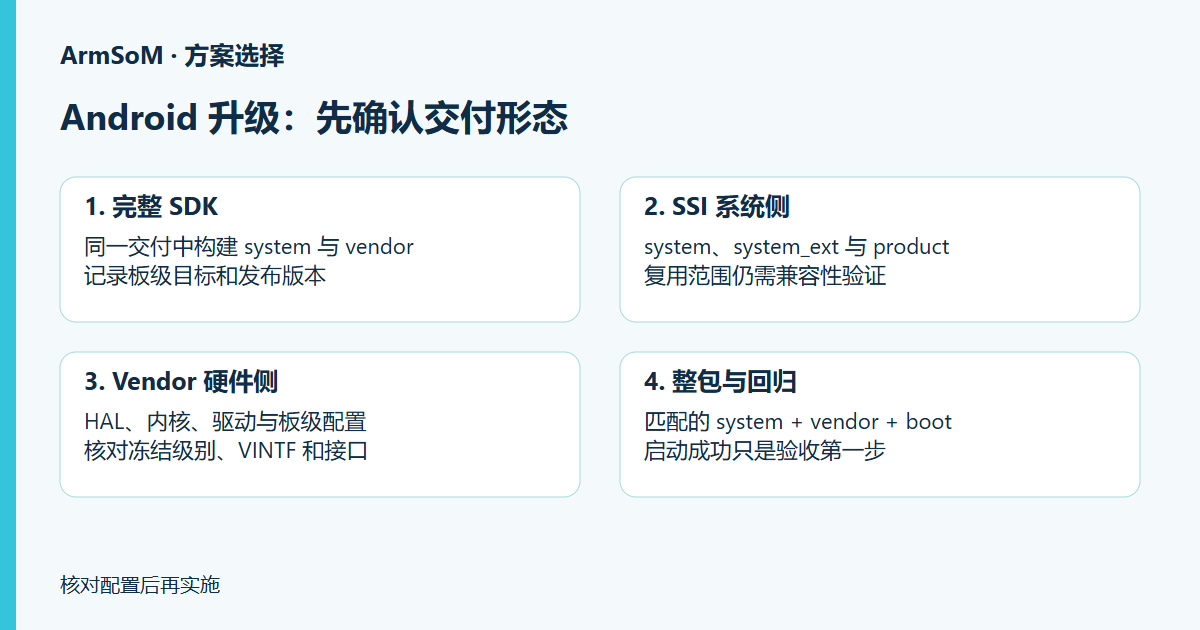 ArmSoM · 方案选择
Android 升级：先确认交付形态
1. 完整 SDK
同一交付中构建 system 与 vendor
记录板级目标和发布版本
2. SSI 系统侧
system、system_ext 与 product
复用范围仍需兼容性验证
3. Vendor 硬件侧
HAL、内核、驱动与板级配置
核对冻结级别、VINTF 和接口
4. 整包与回归
匹配的 system + vendor + boot
启动成功只是验收第一步
核对配置后再实施